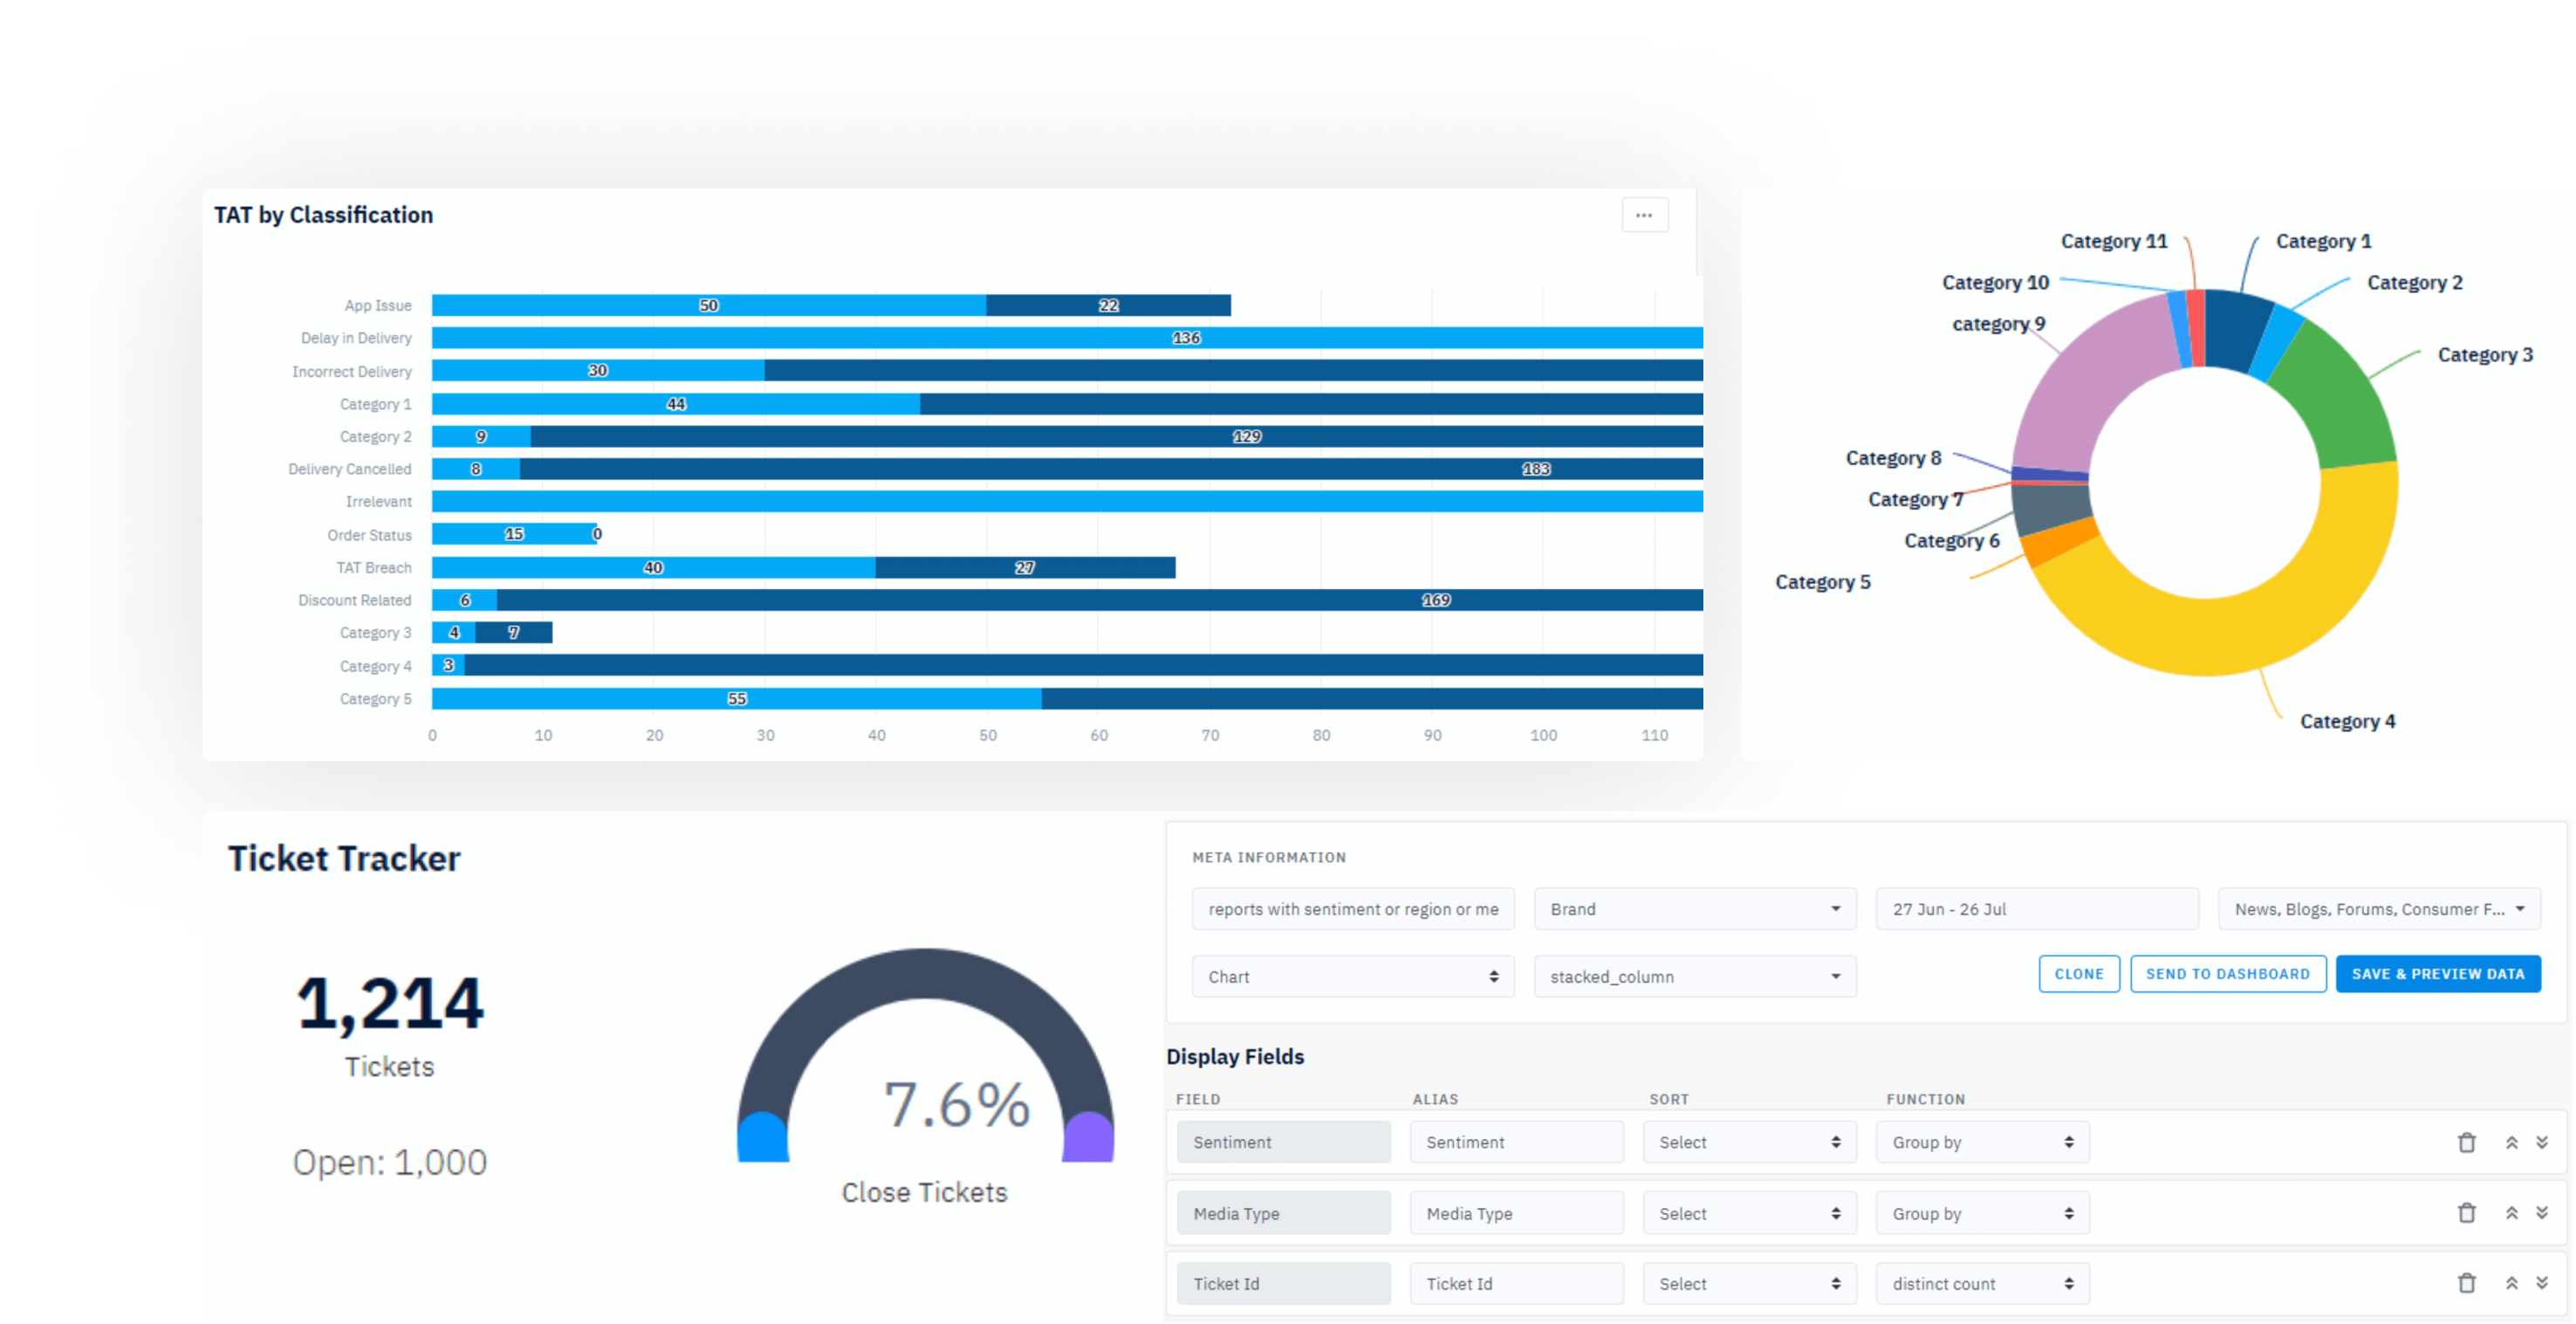 TAT by Classification
...
App Issue 50 22
Delay in Delivery 136
Incorrect Delivery 30
Category 1 44
Category 2 9 129
Delivery Cancelled 8 183
Irrelevant
Order Status 15 0
TAT Breach 40 27
Discount Related 6 169
Category 3 4 7
Category 4 3
Category 5 55
0 10 20 30 40 50 60 70 80 90 100 110
Category 11 Category 1
Category 10 Category 2
category 9
Category 3
Category 8
Category 7
Category 6
Category 5
Category 4
Ticket Tracker
1,214
Tickets
Open: 1,000
7.6%
Close Tickets
META INFORMATION
reports with sentiment or region or me Brand 27 Jun - 26 Jul News, Blogs, Forums, Consumer F...
Chart stacked_column CLONE SEND TO DASHBOARD SAVE & PREVIEW DATA
Display Fields
FIELD ALIAS SORT FUNCTION
Sentiment Sentiment Select Group by
Media Type Media Type Select Group by
Ticket Id Ticket Id Select distinct count